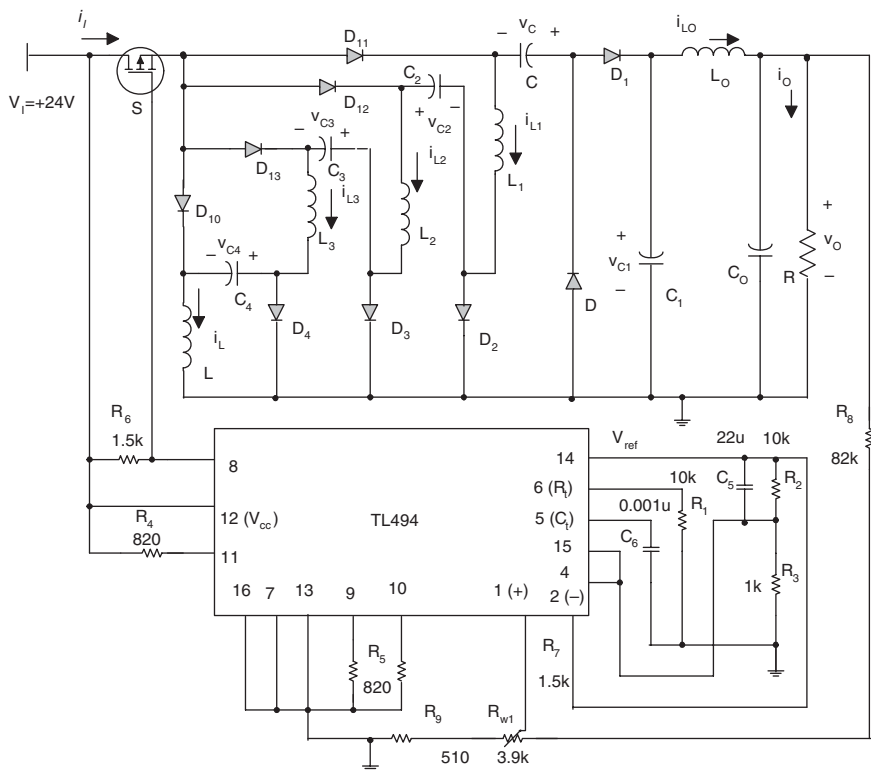 i_I
V_I=+24V
S
D_11
− v_C +
C
D_1
i_LO
L_O
i_O
D_12
C_2
+ v_C2 −
i_L1
L_1
− v_C3 +
C_3
D_13
i_L3
L_3
i_L2
L_2
D_10
− v_C4 +
C_4
i_L
L
D_4
D_3
D_2
D
+
v_C1
−
C_1
C_O
R
+
v_O
−
R_6
1.5k
8
12 (V_cc)
R_4
820
11
TL494
14
6 (R_t)
5 (C_t)
15
4
2 (–)
16
7
13
9
10
1 (+)
V_ref
22u
10k
C_5
R_2
R_8
82k
10k
0.001u
R_1
C_6
1k
R_3
R_5
820
R_7
1.5k
R_9
510
R_w1
3.9k